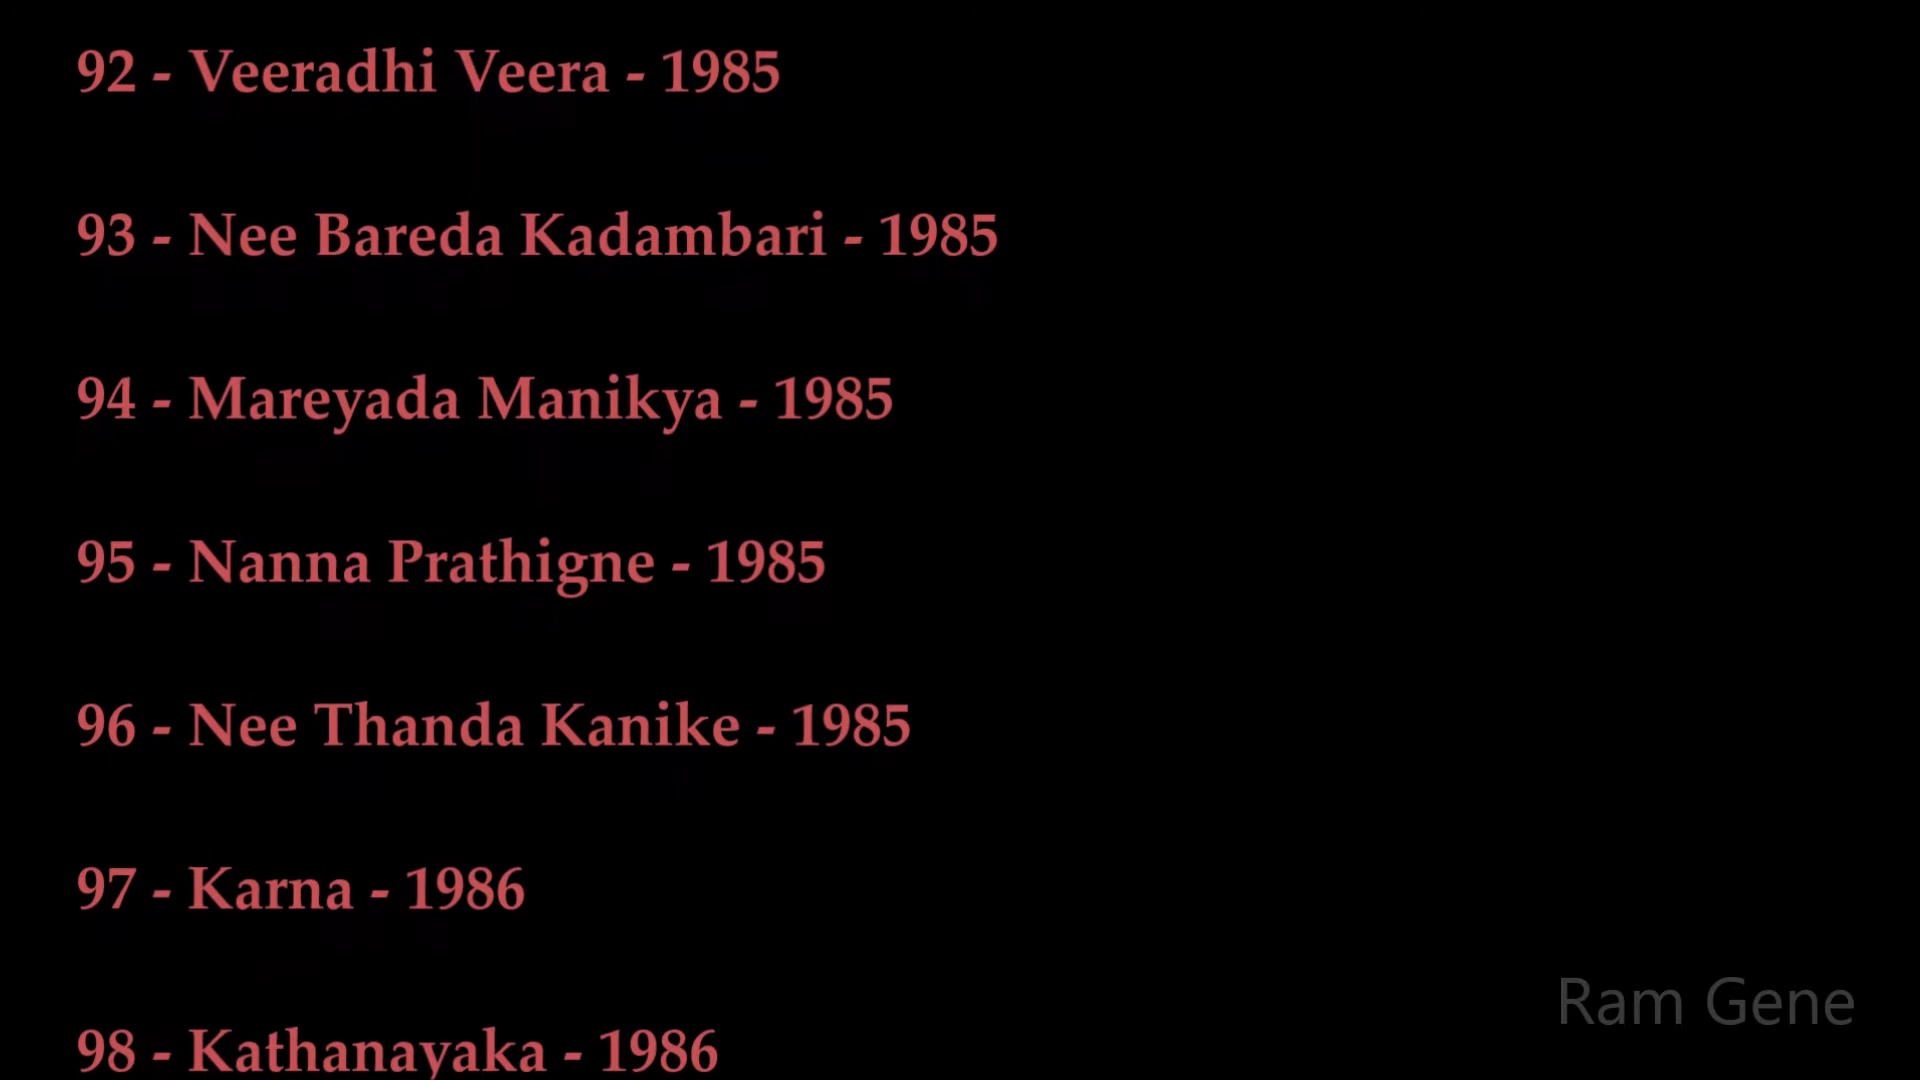 92 - Veeradhi Veera - 1985
93 - Nee Bareda Kadambari - 1985
94 - Mareyada Manikya - 1985
95 - Nanna Prathigne - 1985
96 - Nee Thanda Kanike - 1985
97 - Karna - 1986
98 - Kathanayaka - 1986
Ram Gene